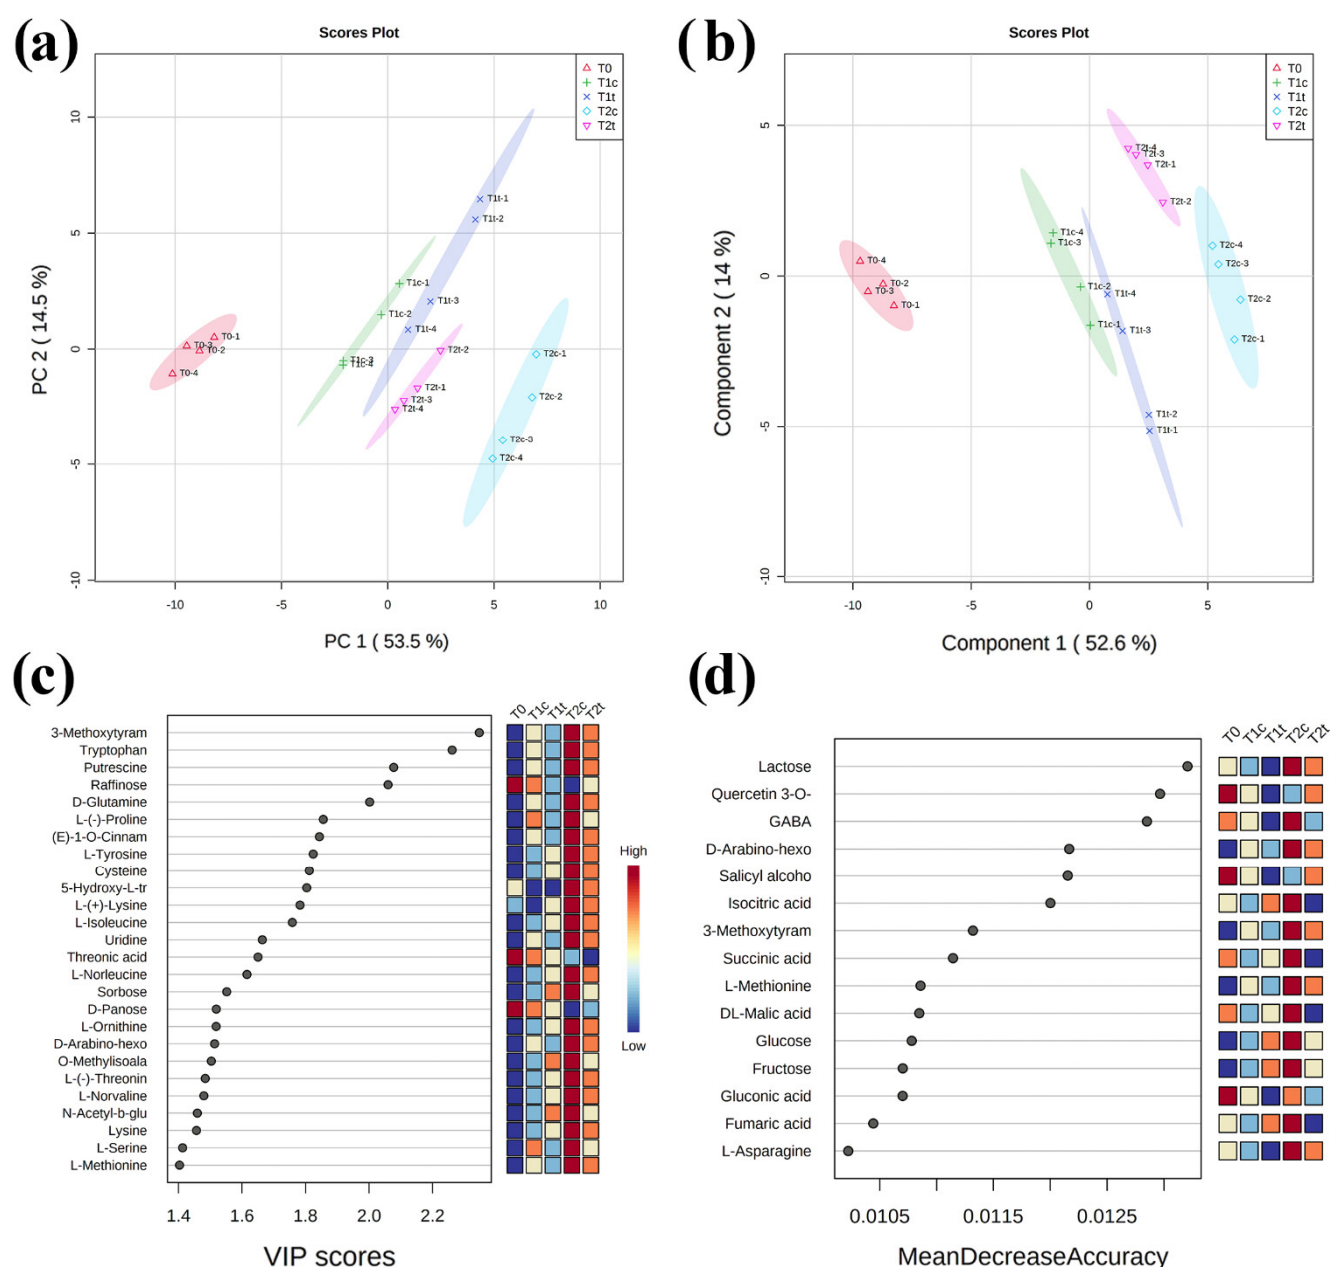 (a)
Scores Plot
T0
T1c
T1t
T2c
T2t
T1t-1
T1t-2
T1c-1
T1t-3
T1c-2
T1t-4
T0-1
T0-3
T0-2
T0-4
T1c-3
T1c-4
T2t-2
T2t-1
T2t-3
T2t-4
T2c-1
T2c-2
T2c-3
T2c-4
10
5
0
-5
-10
PC 2 ( 14.5 %)
-10 -5 0 5 10
PC 1 ( 53.5 %)
(b)
Scores Plot
T0
T1c
T1t
T2c
T2t
T2t-4
T2t-3
T2t-1
T2t-2
T1c-4
T1c-3
T2c-4
T2c-3
T0-4
T0-2
T0-3
T0-1
T1c-2
T1t-4
T2c-2
T1c-1
T1t-3
T2c-1
T1t-2
T1t-1
5
0
-5
-10
Component 2 ( 14 %)
-10 -5 0 5
Component 1 ( 52.6 %)
(c)
T0 T1c T1t T2c T2t
3-Methoxytyram
Tryptophan
Putrescine
Raffinose
D-Glutamine
L-(-)-Proline
(E)-1-O-Cinnam
L-Tyrosine
Cysteine
5-Hydroxy-L-tr
L-(+)-Lysine
L-Isoleucine
Uridine
Threonic acid
L-Norleucine
Sorbose
D-Panose
L-Ornithine
D-Arabino-hexo
O-Methylisoala
L-(-)-Threonin
L-Norvaline
N-Acetyl-b-glu
Lysine
L-Serine
L-Methionine
1.4 1.6 1.8 2.0 2.2
VIP scores
High
Low
(d)
T0 T1c T1t T2c T2t
Lactose
Quercetin 3-O-
GABA
D-Arabino-hexo
Salicyl alcoho
Isocitric acid
3-Methoxytyram
Succinic acid
L-Methionine
DL-Malic acid
Glucose
Fructose
Gluconic acid
Fumaric acid
L-Asparagine
0.0105 0.0115 0.0125
MeanDecreaseAccuracy